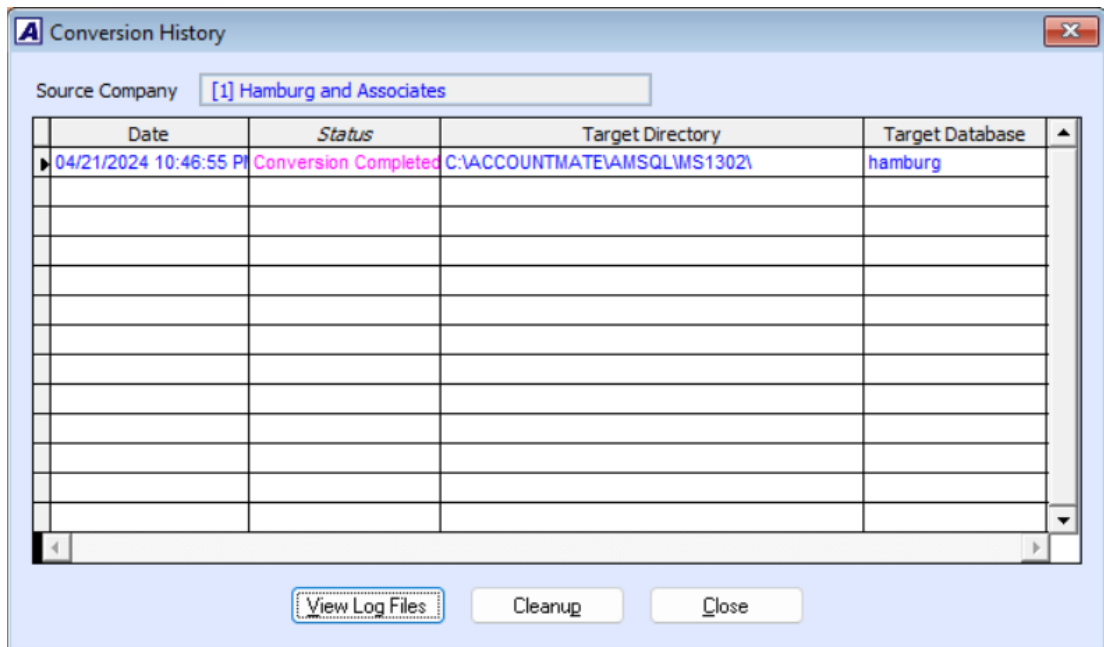 A Conversion History
Source Company [1] Hamburg and Associates
Date Status Target Directory Target Database
04/21/2024 10:46:55 P Conversion Completed C:\ACCOUNTMATE\AMSQL\MS1302\ hamburg
View Log Files Cleanup Close